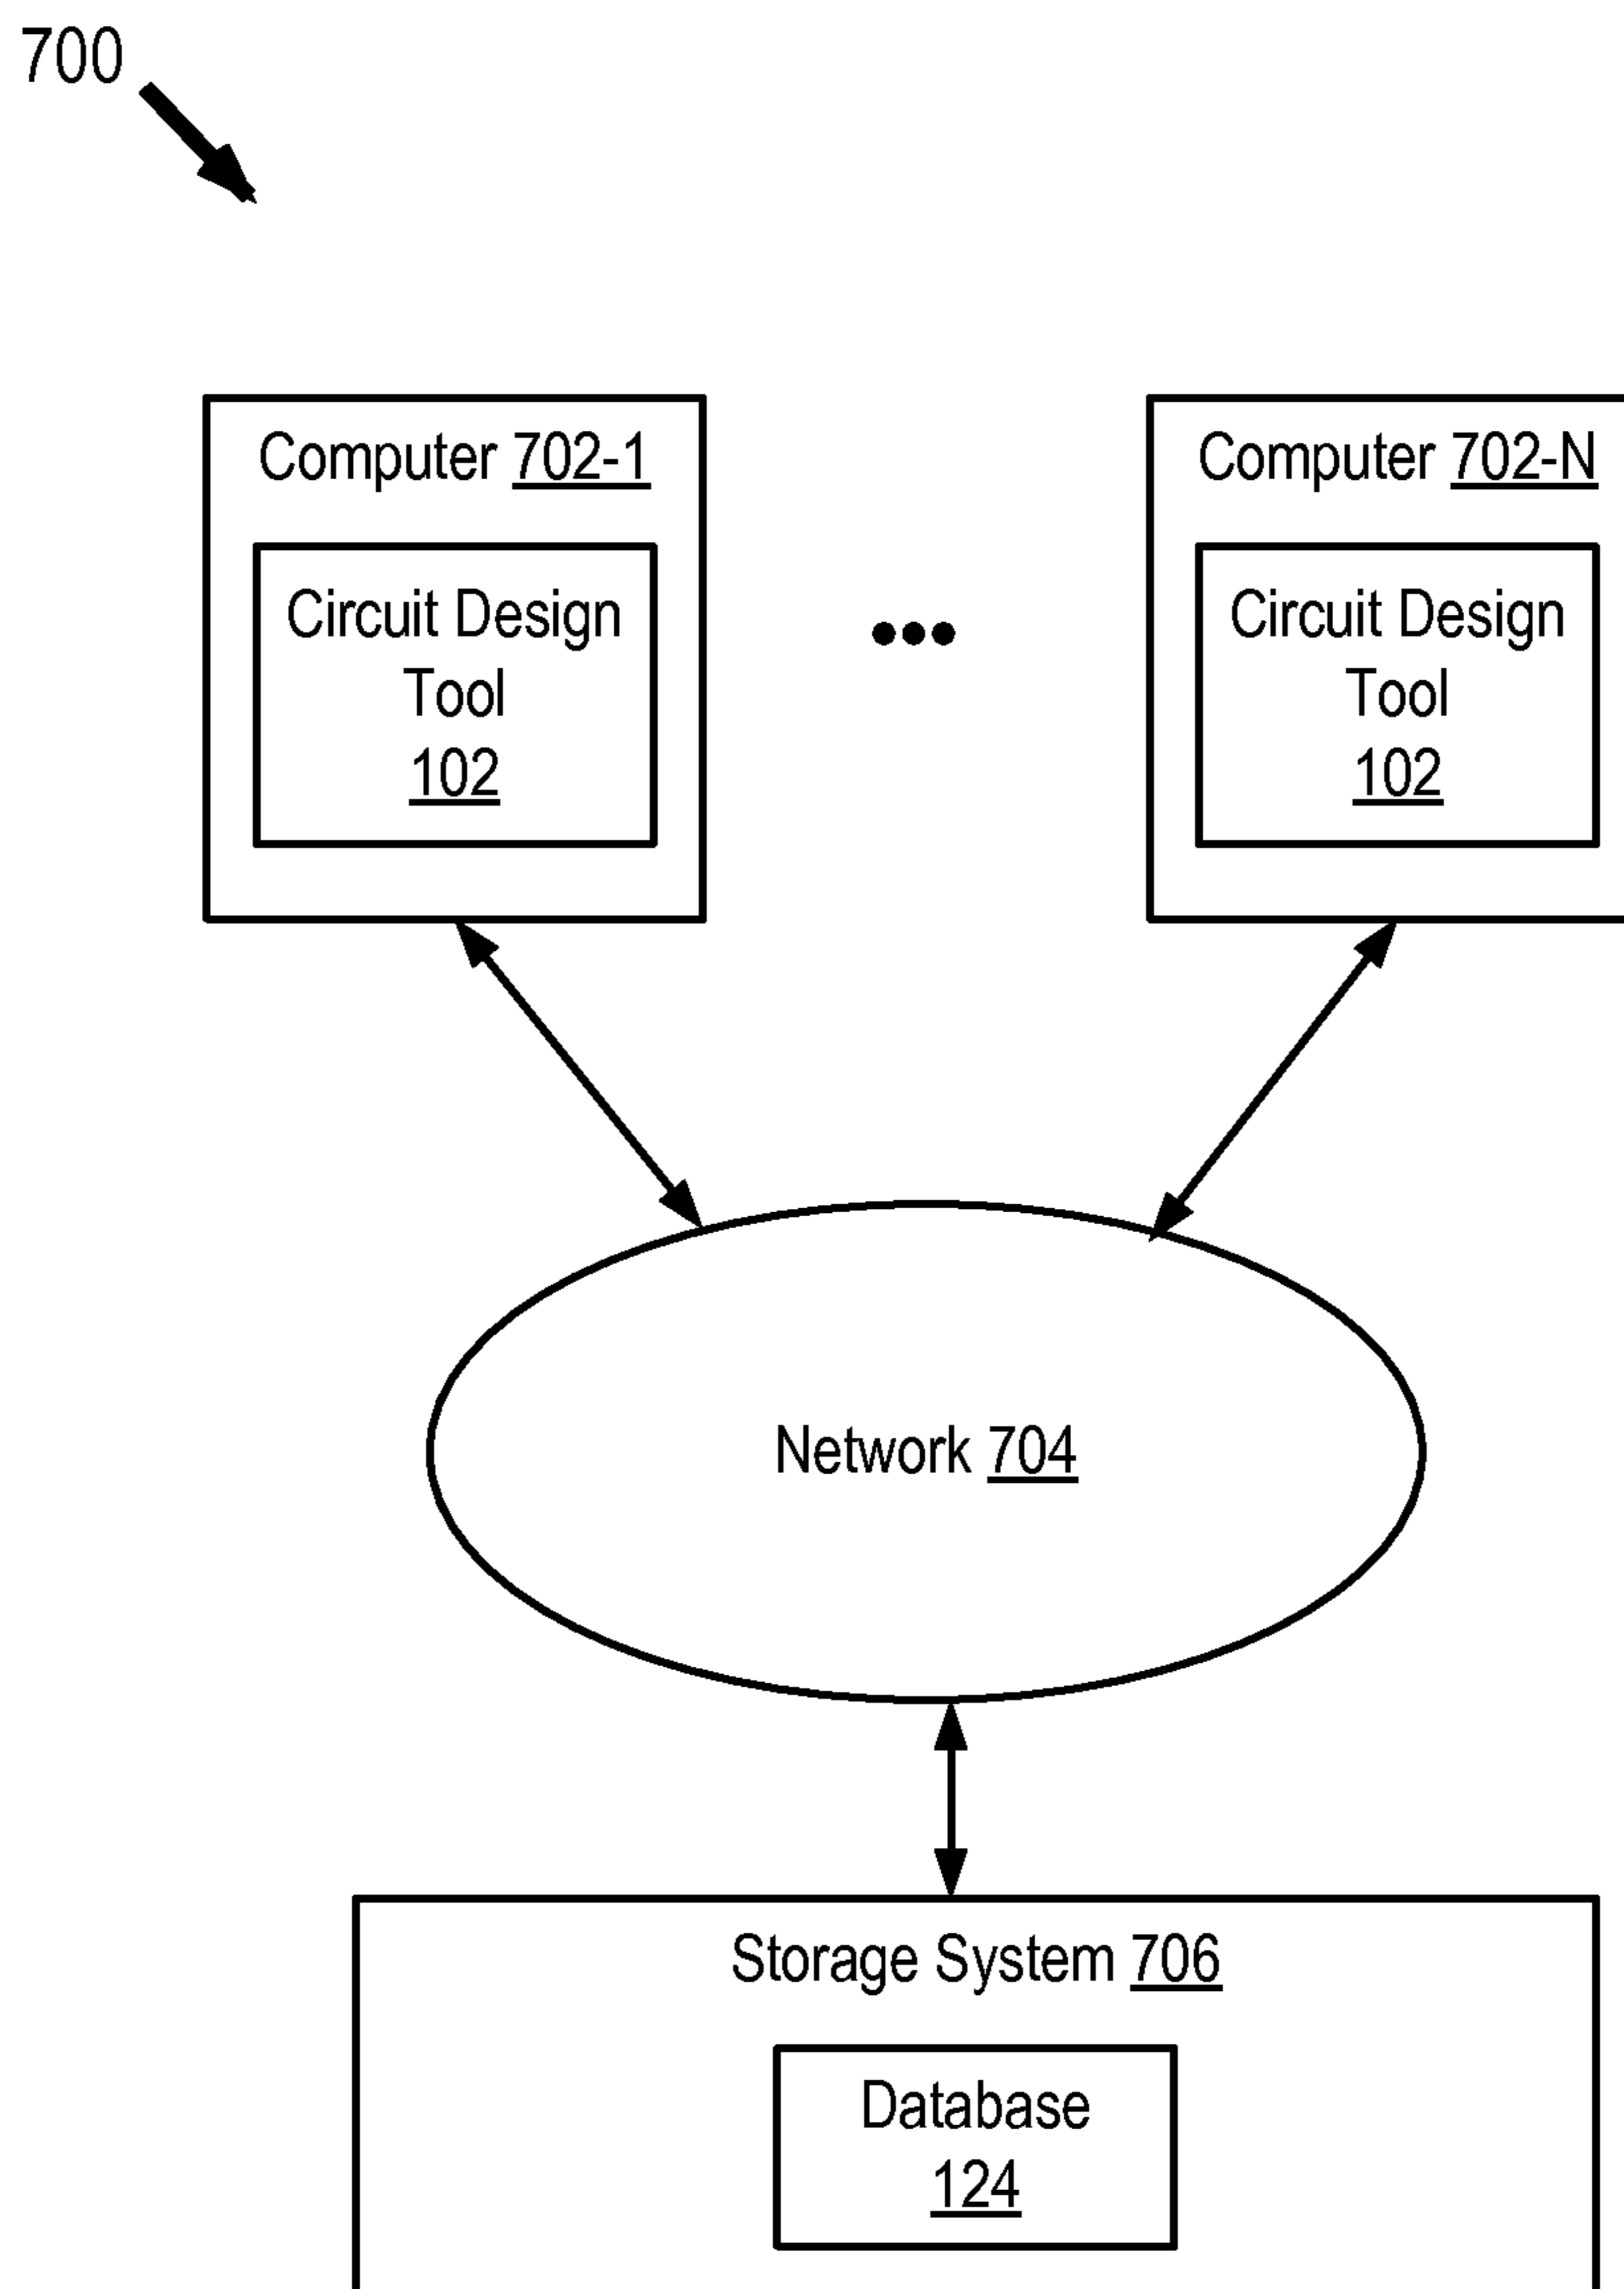 700
Computer 702-1
Circuit Design
Tool
102
Computer 702-N
Circuit Design
Tool
102
Network 704
Storage System 706
Database
124